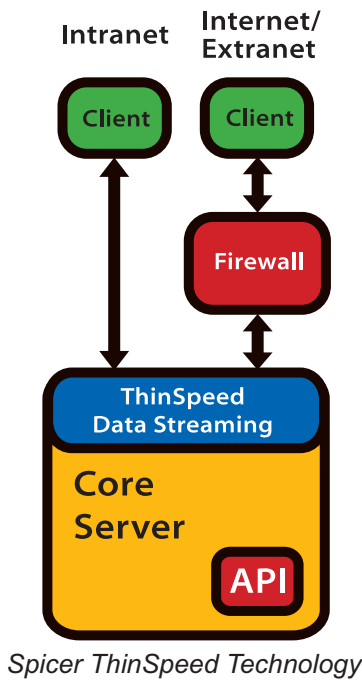 Intranet
Internet/
Extranet
Client
Client
Firewall
ThinSpeed
Data Streaming
Core
Server
API
Spicer ThinSpeed Technology